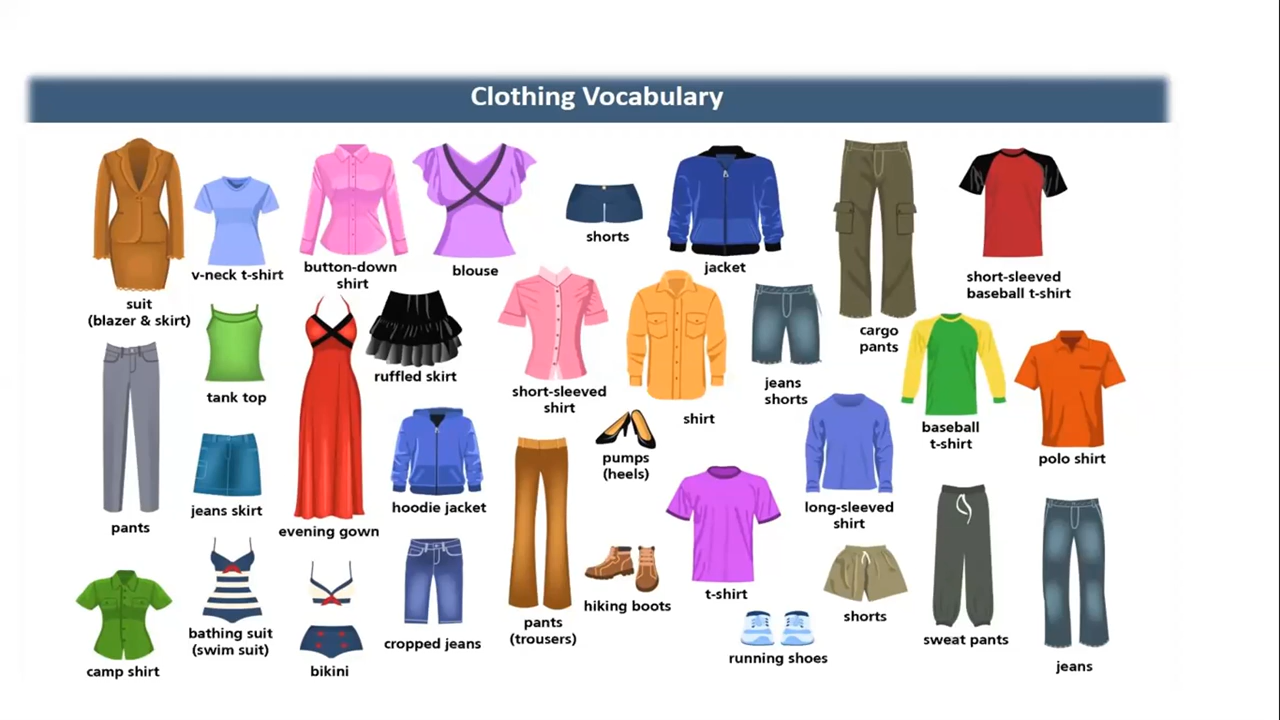 Clothing Vocabulary
suit
(blazer & skirt)
v-neck t-shirt
button-down
shirt
blouse
shorts
jacket
cargo
pants
short-sleeved
baseball t-shirt
pants
tank top
evening gown
ruffled skirt
short-sleeved
shirt
shirt
jeans
shorts
baseball
t-shirt
polo shirt
jeans skirt
hoodie jacket
pumps
(heels)
long-sleeved
shirt
camp shirt
bathing suit
(swim suit)
bikini
cropped jeans
pants
(trousers)
hiking boots
t-shirt
running shoes
shorts
sweat pants
jeans